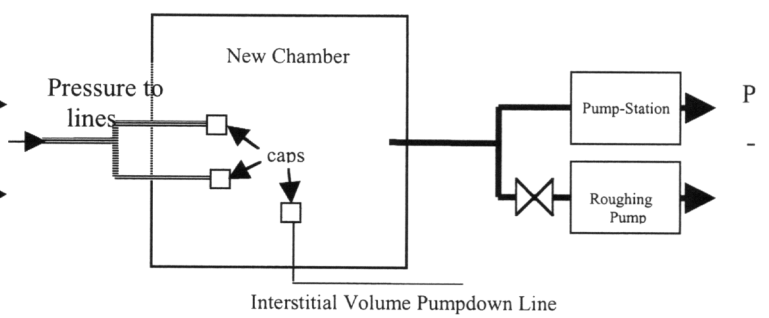 New Chamber
Pressure to
lines
caps
Pump-Station
P
-
Roughing
Pump
Interstitial Volume Pumpdown Line